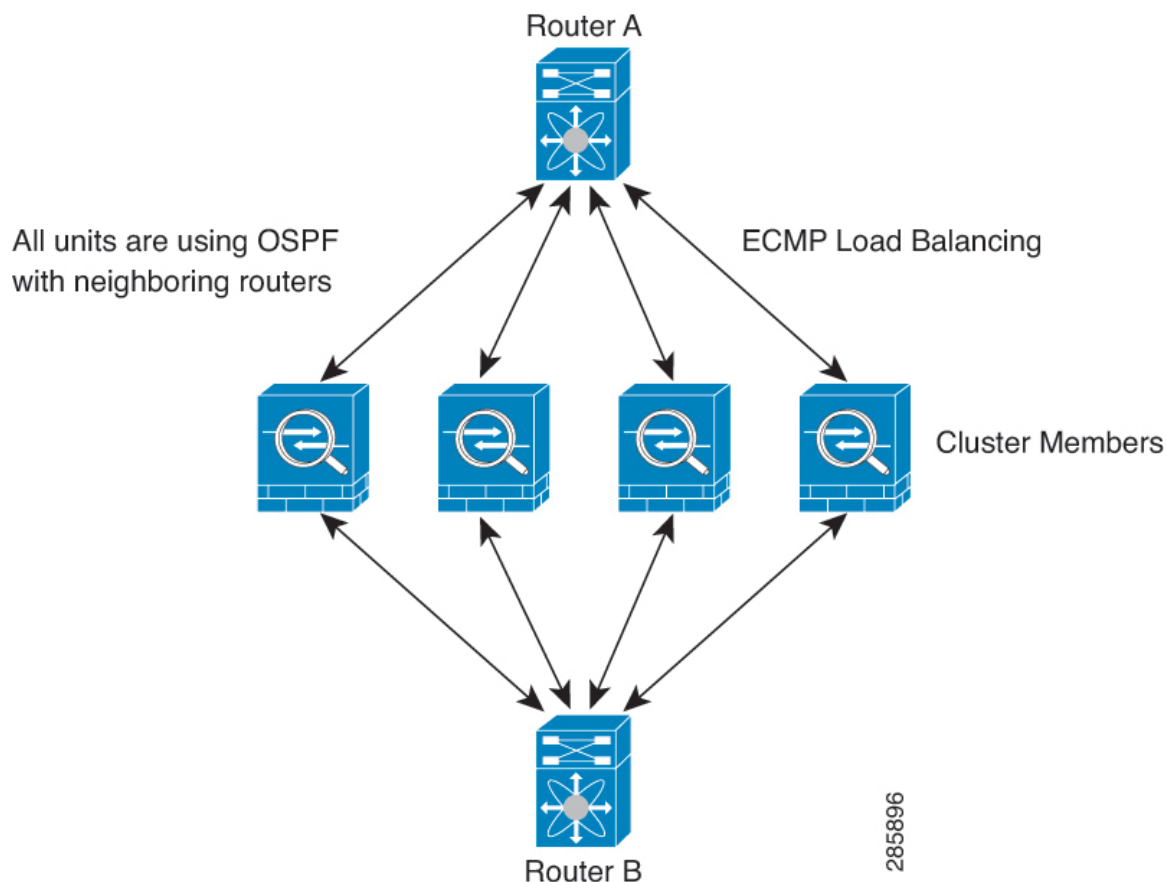 Router A
All units are using OSPF
with neighboring routers
ECMP Load Balancing
Cluster Members
Router B
285896